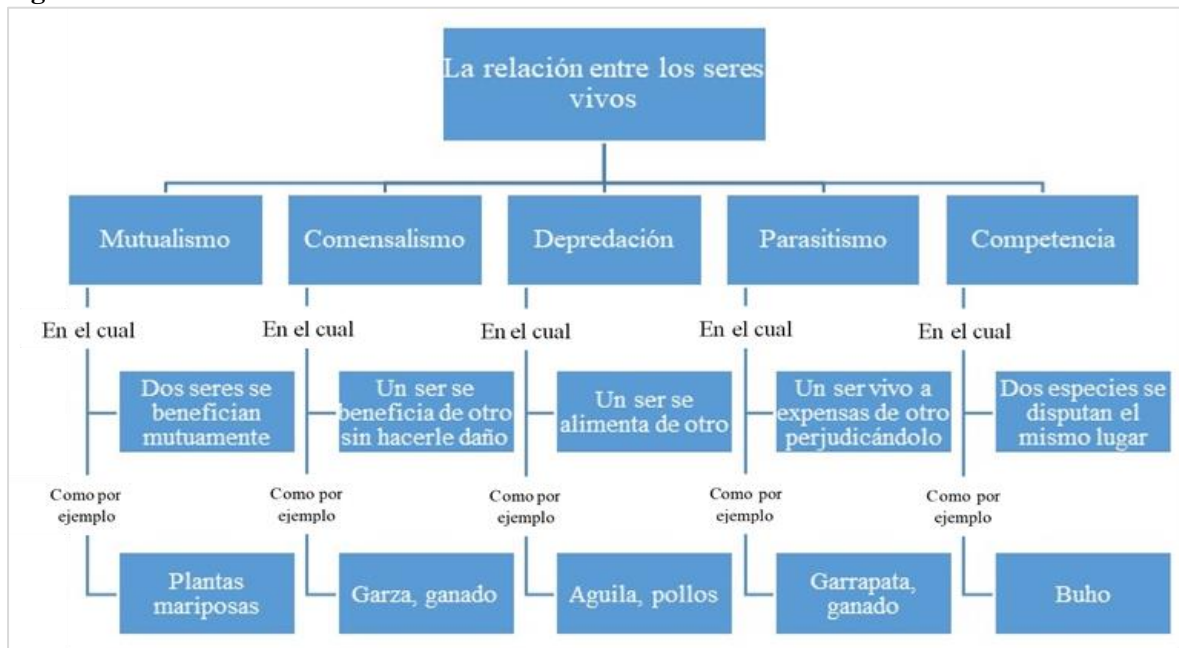 La relación entre los seres
vivos
Mutualismo
Comensalismo
Depredación
Parasitismo
Competencia
En el cual
En el cual
En el cual
En el cual
En el cual
Dos seres se
benefician
mutuamente
Un ser se
beneficia de otro
sin hacerle daño
Un ser se
alimenta de otro
Un ser vivo a
expensas de otro
perjudicándolo
Dos especies se
disputan el
mismo lugar
Como por
ejemplo
Como por
ejemplo
Como por
ejemplo
Como por
ejemplo
Como por
ejemplo
Plantas
mariposas
Garza, ganado
Aguila, pollos
Garrapata,
ganado
Buho